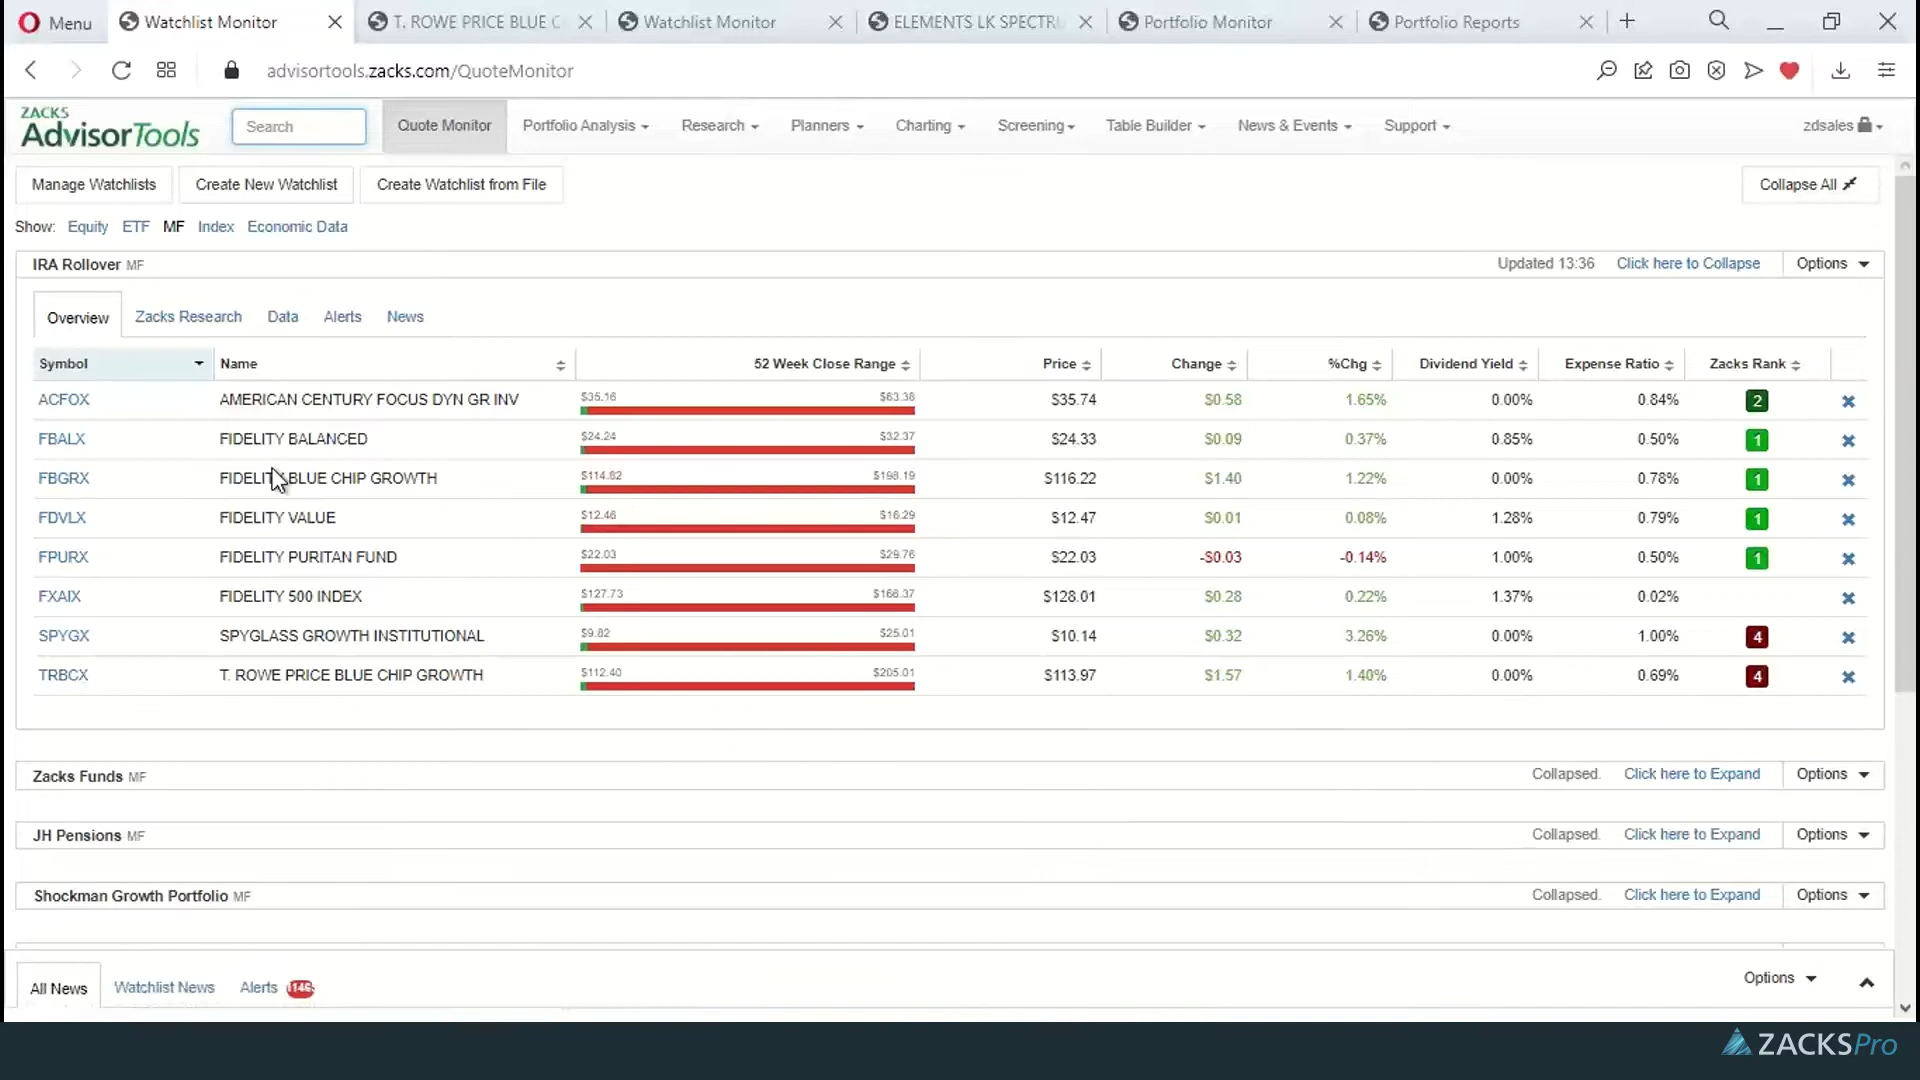 Menu
Watchlist Monitor
T. ROWE PRICE BLUE C
Watchlist Monitor
ELEMENTS LK SPECTRU
Portfolio Monitor
Portfolio Reports
advisortools.zacks.com/QuoteMonitor
ZACKS
AdvisorTools
Search
Quote Monitor
Portfolio Analysis
Research
Planners
Charting
Screening
Table Builder
News & Events
Support
zdsales
Manage Watchlists
Create New Watchlist
Create Watchlist from File
Collapse All
Show: Equity ETF MF Index Economic Data
IRA Rollover MF
Updated 13:36
Click here to Collapse
Options
Overview Zacks Research Data Alerts News
Symbol Name 52 Week Close Range Price Change %Chg Dividend Yield Expense Ratio Zacks Rank
ACFOX AMERICAN CENTURY FOCUS DYN GR INV $35.16 $63.38 $35.74 $0.58 1.65% 0.00% 0.84% 2
FBALX FIDELITY BALANCED $24.24 $32.37 $24.33 $0.09 0.37% 0.85% 0.50% 1
FBGRX FIDELITY BLUE CHIP GROWTH $114.82 $198.19 $116.22 $1.40 1.22% 0.00% 0.78% 1
FDVLX FIDELITY VALUE $12.46 $16.29 $12.47 $0.01 0.08% 1.28% 0.79% 1
FPURX FIDELITY PURITAN FUND $22.03 $29.76 $22.03 -$0.03 -0.14% 1.00% 0.50% 1
FXAIX FIDELITY 500 INDEX $127.73 $166.37 $128.01 $0.28 0.22% 1.37% 0.02%
SPYGX SPYGLASS GROWTH INSTITUTIONAL $9.82 $25.01 $10.14 $0.32 3.26% 0.00% 1.00% 4
TRBCX T. ROWE PRICE BLUE CHIP GROWTH $112.40 $205.01 $113.97 $1.57 1.40% 0.00% 0.69% 4
Zacks Funds MF
Collapsed. Click here to Expand Options
JH Pensions MF
Collapsed. Click here to Expand Options
Shockman Growth Portfolio MF
Collapsed. Click here to Expand Options
All News Watchlist News Alerts 1146
Options
ZACKSPro